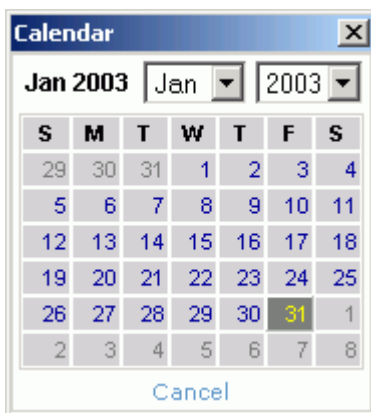 Calendar
Jan 2003 Jan 2003
S M T W T F S
29 30 31 1 2 3 4
5 6 7 8 9 10 11
12 13 14 15 16 17 18
19 20 21 22 23 24 25
26 27 28 29 30 31 1
2 3 4 5 6 7 8
Cancel